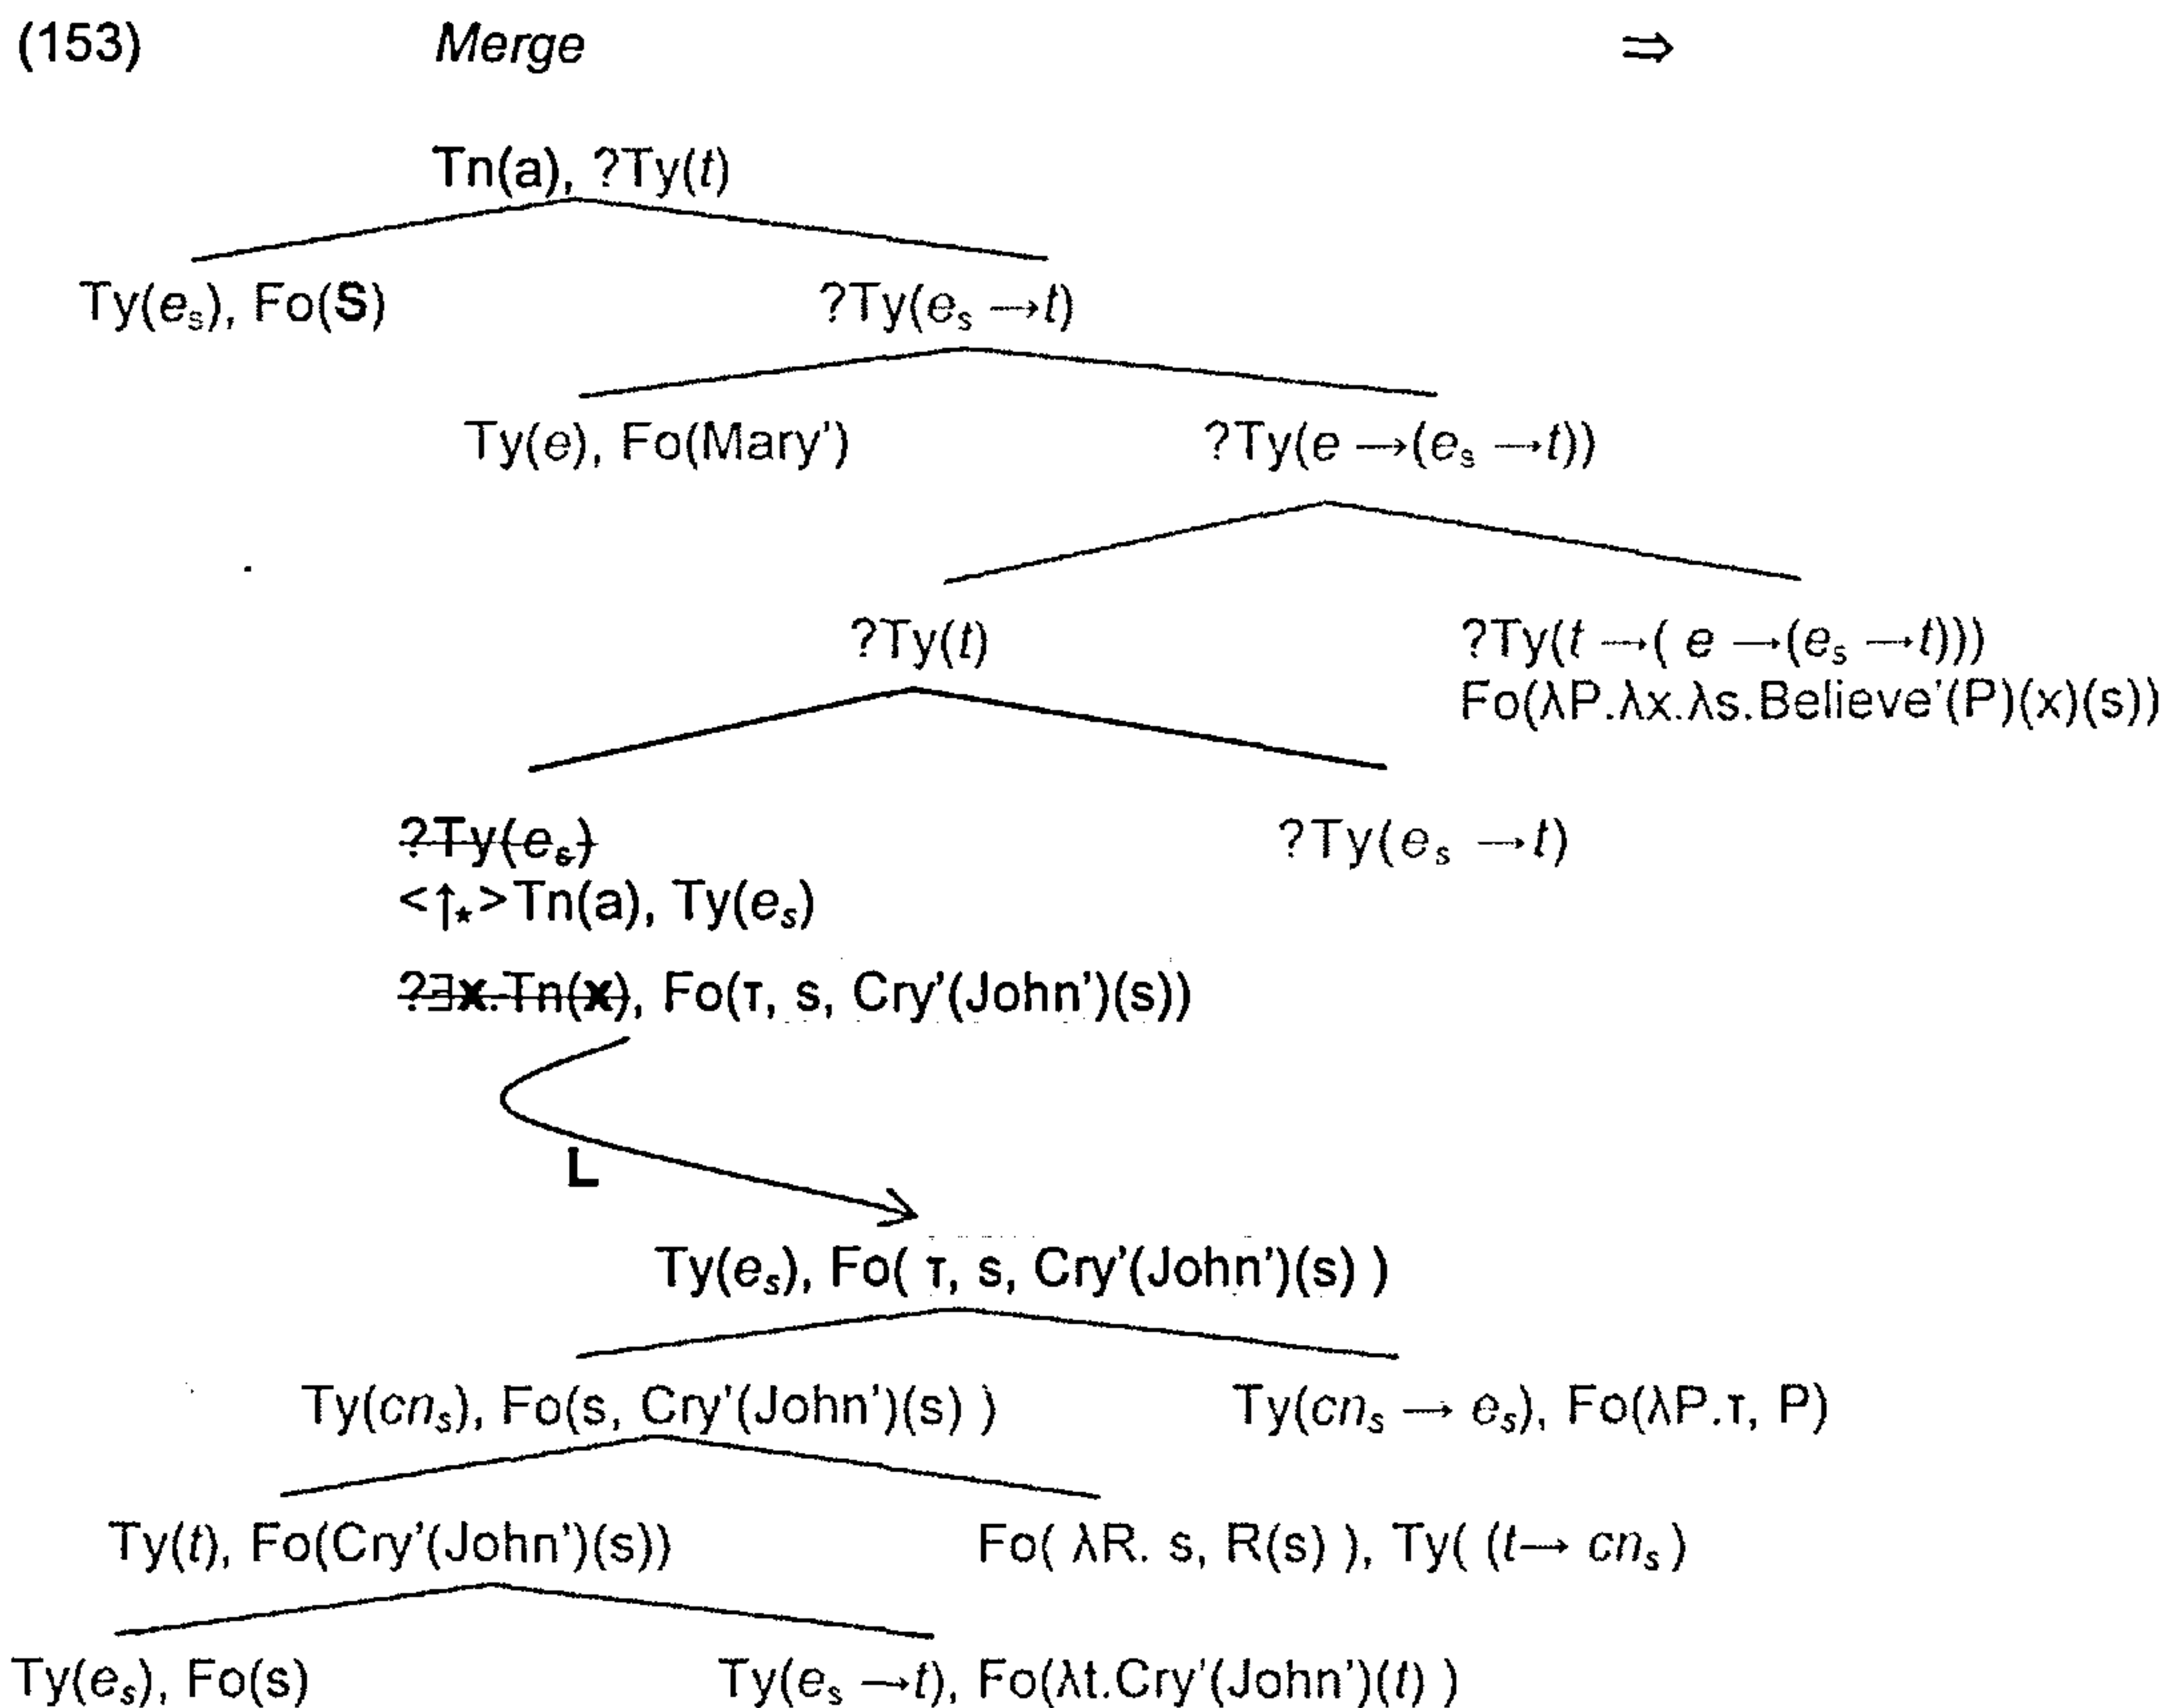 (153) Merge ⇒
Tn(a), ?Ty(t)
Ty(eₛ), Fo(S) ?Ty(eₛ →t)
Ty(e), Fo(Mary') ?Ty(e →(eₛ →t))
?Ty(t) ?Ty(t →( e →(eₛ →t)))
Fo(λP.λx.λs.Believe'(P)(x)(s))
?Ty(eₛ) ?Ty(eₛ →t)
<↑⋆>Tn(a), Ty(eₛ)
?∃x.Tn(x), Fo(τ, s, Cry'(John')(s))
L
Ty(eₛ), Fo( τ, s, Cry'(John')(s) )
Ty(cnₛ), Fo(s, Cry'(John')(s) ) Ty(cnₛ → eₛ), Fo(λP.τ, P)
Ty(t), Fo(Cry'(John')(s)) Fo( λR. s, R(s) ), Ty( (t→ cnₛ )
Ty(eₛ), Fo(s) Ty(eₛ →t), Fo(λt.Cry'(John')(t) )